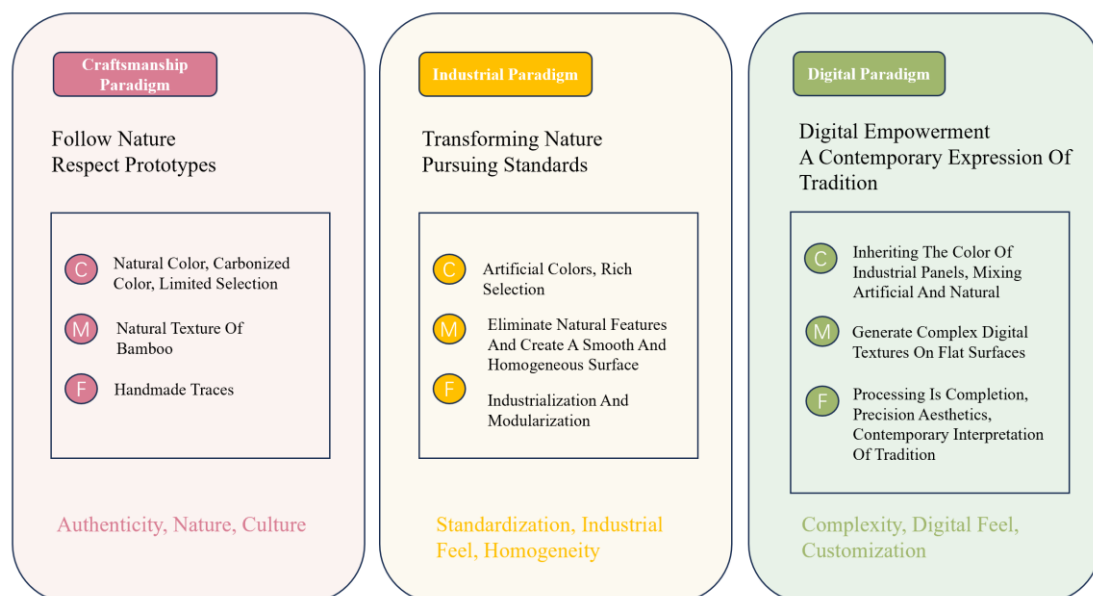 Craftsmanship
Paradigm
Follow Nature
Respect Prototypes
C
Natural Color, Carbonized
Color, Limited Selection
M
Natural Texture Of
Bamboo
F
Handmade Traces
Authenticity, Nature, Culture
Industrial Paradigm
Transforming Nature
Pursuing Standards
C
Artificial Colors, Rich
Selection
M
Eliminate Natural Features
And Create A Smooth And
Homogeneous Surface
F
Industrialization And
Modularization
Standardization, Industrial
Feel, Homogeneity
Digital Paradigm
Digital Empowerment
A Contemporary Expression Of
Tradition
C
Inheriting The Color Of
Industrial Panels, Mixing
Artificial And Natural
M
Generate Complex Digital
Textures On Flat Surfaces
F
Processing Is Completion,
Precision Aesthetics,
Contemporary Interpretation
Of Tradition
Complexity, Digital Feel,
Customization